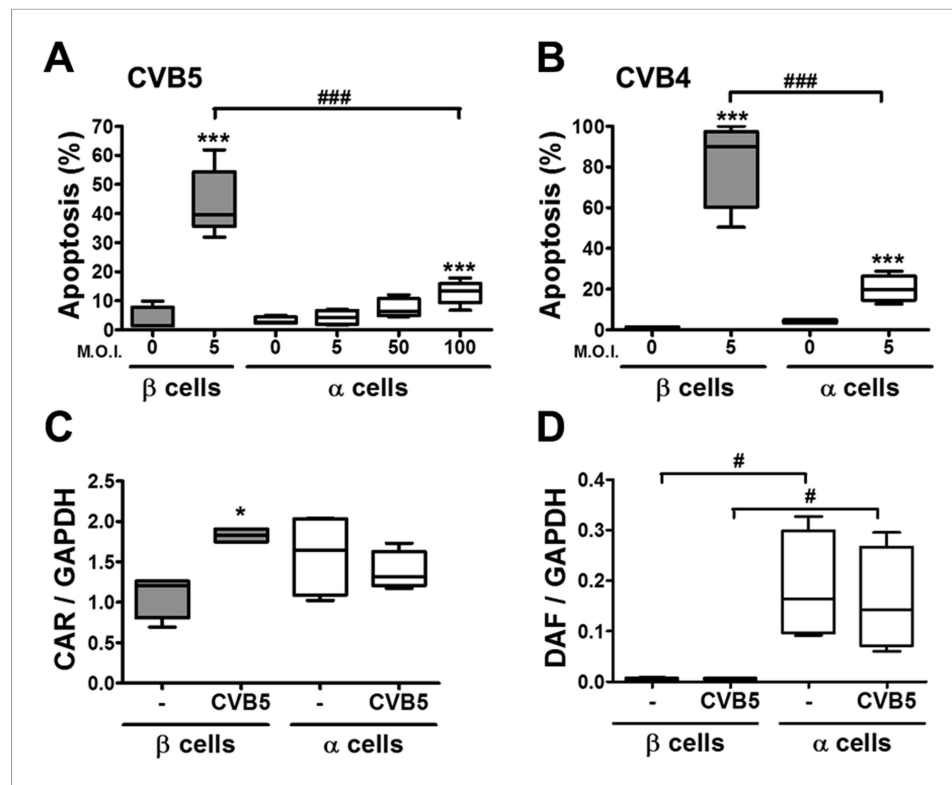 A
CVB5
###
70
60
50
40
30
20
10
0
Apoptosis (%)
***
***
M.O.I. 0 5 0 5 50 100
β cells α cells
B
CVB4
###
100
80
60
40
20
0
Apoptosis (%)
***
***
M.O.I. 0 5 0 5
β cells α cells
C
2.5
2.0
1.5
1.0
0.5
0.0
CAR / GAPDH
*
- CVB5 - CVB5
β cells α cells
D
#
#
0.4
0.3
0.2
0.1
0.0
DAF / GAPDH
- CVB5 - CVB5
β cells α cells